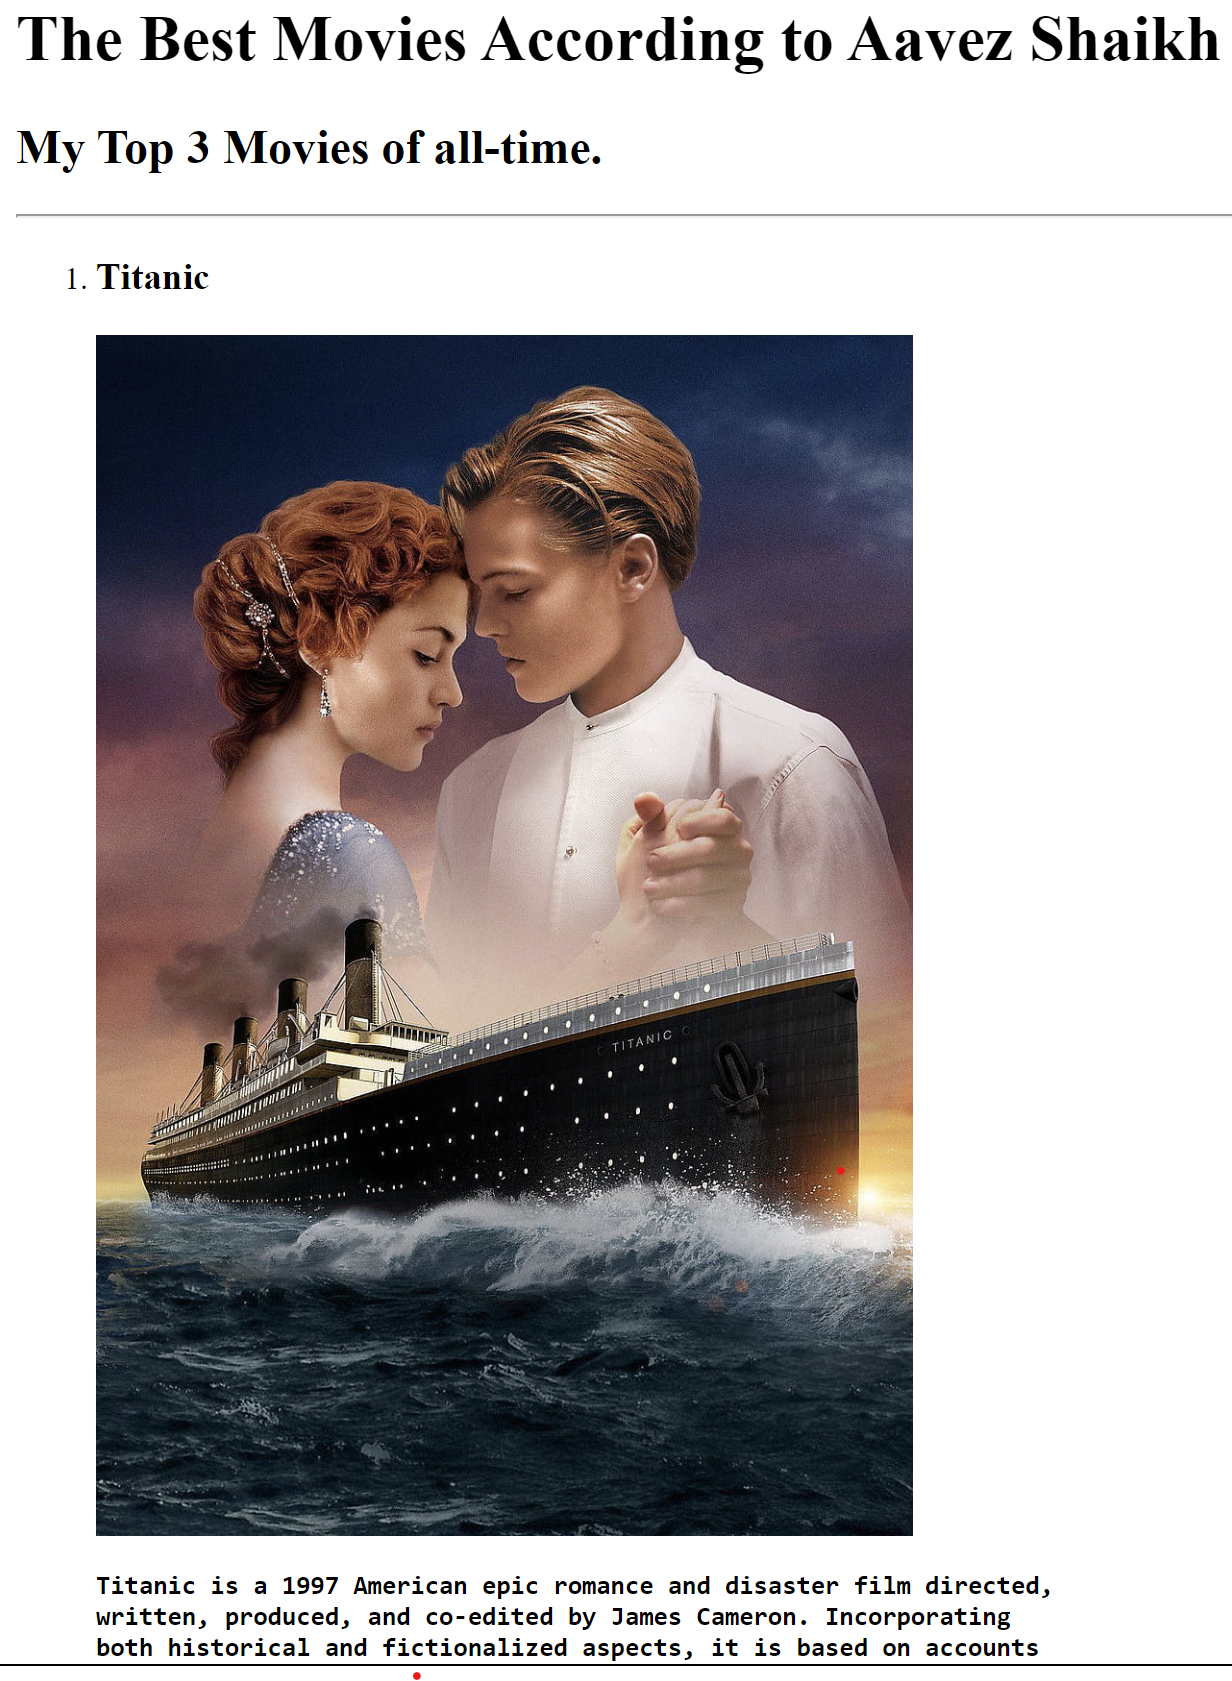 The Best Movies According to Aavez Shaikh
My Top 3 Movies of all-time.
1. Titanic
TITANIC
Titanic is a 1997 American epic romance and disaster film directed,
written, produced, and co-edited by James Cameron. Incorporating
both historical and fictionalized aspects, it is based on accounts